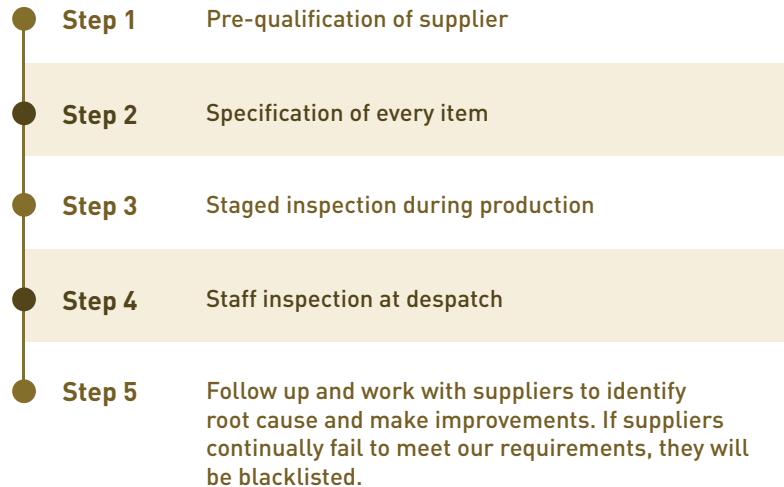 Step 1 Pre-qualification of supplier
Step 2 Specification of every item
Step 3 Staged inspection during production
Step 4 Staff inspection at despatch
Step 5 Follow up and work with suppliers to identify
root cause and make improvements. If suppliers
continually fail to meet our requirements, they will
be blacklisted.